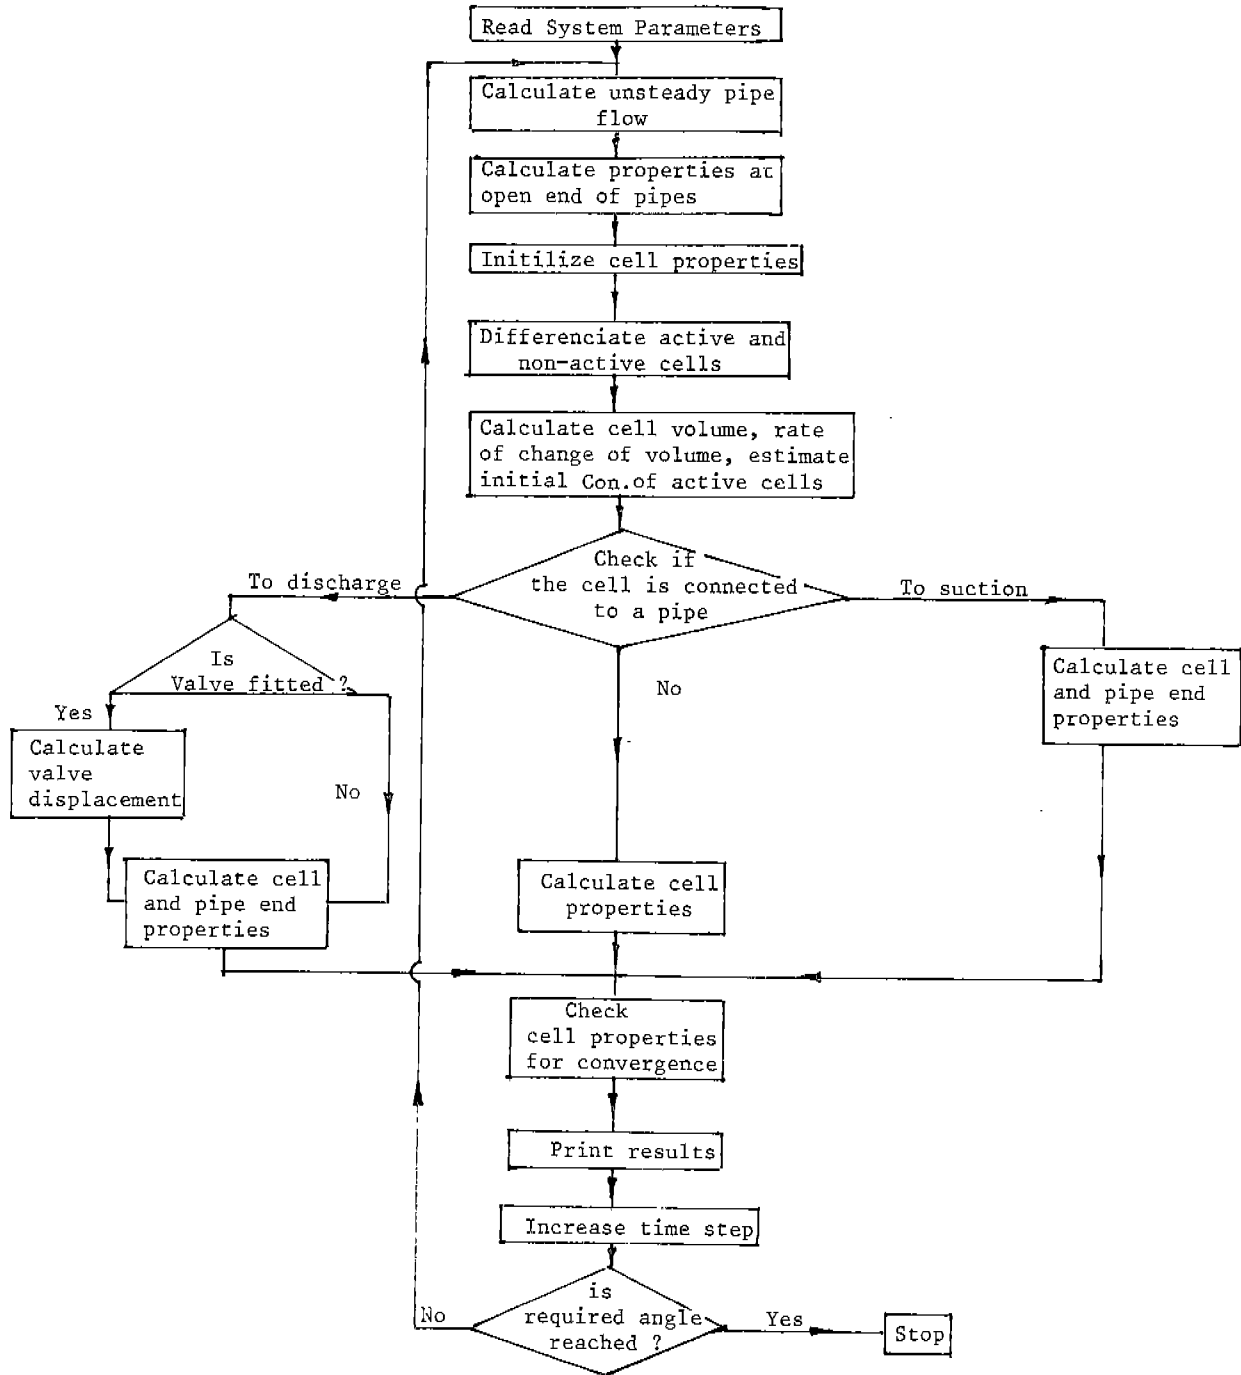 Read System Parameters
Calculate unsteady pipe
flow
Calculate properties at
open end of pipes
Initilize cell properties
Differenciate active and
non-active cells
Calculate cell volume, rate
of change of volume, estimate
initial Con.of active cells
Check if
the cell is connected
to a pipe
To discharge
To suction
Is
Valve fitted ?
Yes
No
Calculate
valve
displacement
Calculate cell
and pipe end
properties
No
Calculate cell
properties
Calculate cell
and pipe end
properties
Check
cell properties
for convergence
Print results
Increase time step
is
required angle
reached ?
No
Yes
Stop